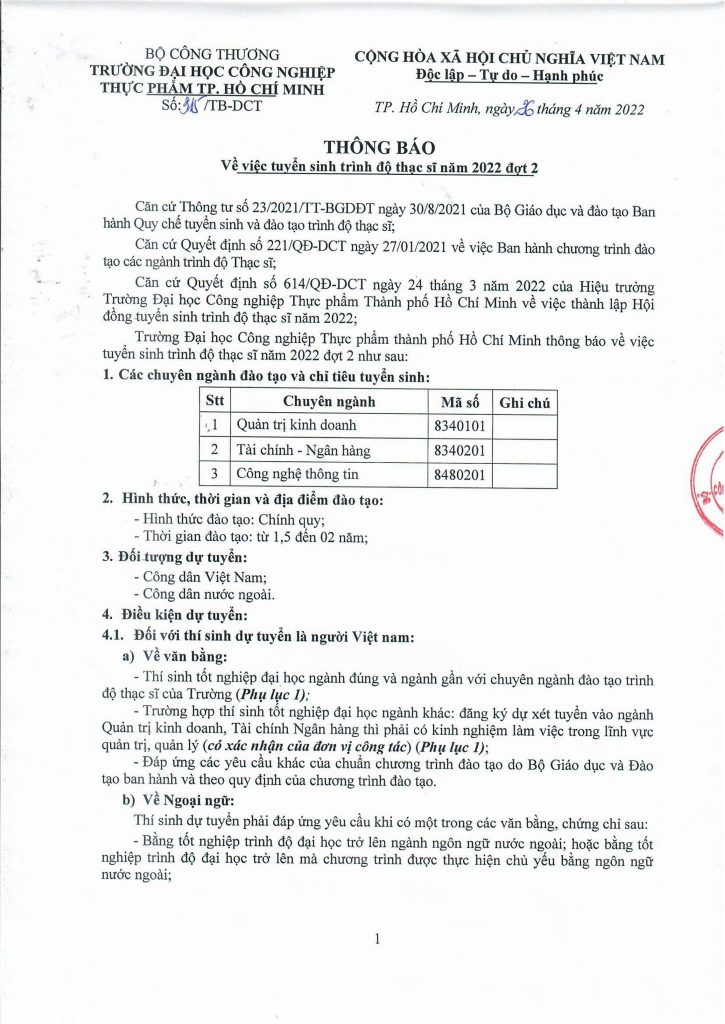 BỘ CÔNG THƯƠNG
TRƯỜNG ĐẠI HỌC CÔNG NGHIỆP
THỰC PHẨM TP. HỒ CHÍ MINH
Số: 315/TB-DCT
CỘNG HÒA XÃ HỘI CHỦ NGHĨA VIỆT NAM
Độc lập – Tự do – Hạnh phúc
TP. Hồ Chí Minh, ngày 26 tháng 4 năm 2022
THÔNG BÁO
Về việc tuyển sinh trình độ thạc sĩ năm 2022 đợt 2
Căn cứ Thông tư số 23/2021/TT-BGDĐT ngày 30/8/2021 của Bộ Giáo dục và đào tạo Ban
hành Quy chế tuyển sinh và đào tạo trình độ thạc sĩ;
Căn cứ Quyết định số 221/QĐ-DCT ngày 27/01/2021 về việc Ban hành chương trình đào
tạo các ngành trình độ Thạc sĩ;
Căn cứ Quyết định số 614/QĐ-DCT ngày 24 tháng 3 năm 2022 của Hiệu trưởng
Trường Đại học Công nghiệp Thực phẩm Thành phố Hồ Chí Minh về việc thành lập Hội
đồng tuyển sinh trình độ thạc sĩ năm 2022;
Trường Đại học Công nghiệp Thực phẩm thành phố Hồ Chí Minh thông báo về việc
tuyển sinh trình độ thạc sĩ năm 2022 đợt 2 như sau:
1. Các chuyên ngành đào tạo và chỉ tiêu tuyển sinh:
Stt Chuyên ngành Mã số Ghi chú
1 Quản trị kinh doanh 8340101
2 Tài chính - Ngân hàng 8340201
3 Công nghệ thông tin 8480201
2. Hình thức, thời gian và địa điểm đào tạo:
- Hình thức đào tạo: Chính quy;
- Thời gian đào tạo: từ 1,5 đến 02 năm;
3. Đối tượng dự tuyển:
- Công dân Việt Nam;
- Công dân nước ngoài.
4. Điều kiện dự tuyển:
4.1. Đối với thí sinh dự tuyển là người Việt nam:
a) Về văn bằng:
- Thí sinh tốt nghiệp đại học ngành đúng và ngành gần với chuyên ngành đào tạo trình
độ thạc sĩ của Trường (Phụ lục 1);
- Trường hợp thí sinh tốt nghiệp đại học ngành khác: đăng ký dự xét tuyển vào ngành
Quản trị kinh doanh, Tài chính Ngân hàng thì phải có kinh nghiệm làm việc trong lĩnh vực
quản trị, quản lý (có xác nhận của đơn vị công tác) (Phụ lục 1);
- Đáp ứng các yêu cầu khác của chuẩn chương trình đào tạo do Bộ Giáo dục và Đào
tạo ban hành và theo quy định của chương trình đào tạo.
b) Về Ngoại ngữ:
Thí sinh dự tuyển phải đáp ứng yêu cầu khi có một trong các văn bằng, chứng chỉ sau:
- Bằng tốt nghiệp trình độ đại học trở lên ngành ngôn ngữ nước ngoài; hoặc bằng tốt
nghiệp trình độ đại học trở lên mà chương trình được thực hiện chủ yếu bằng ngôn ngữ
nước ngoài;
1